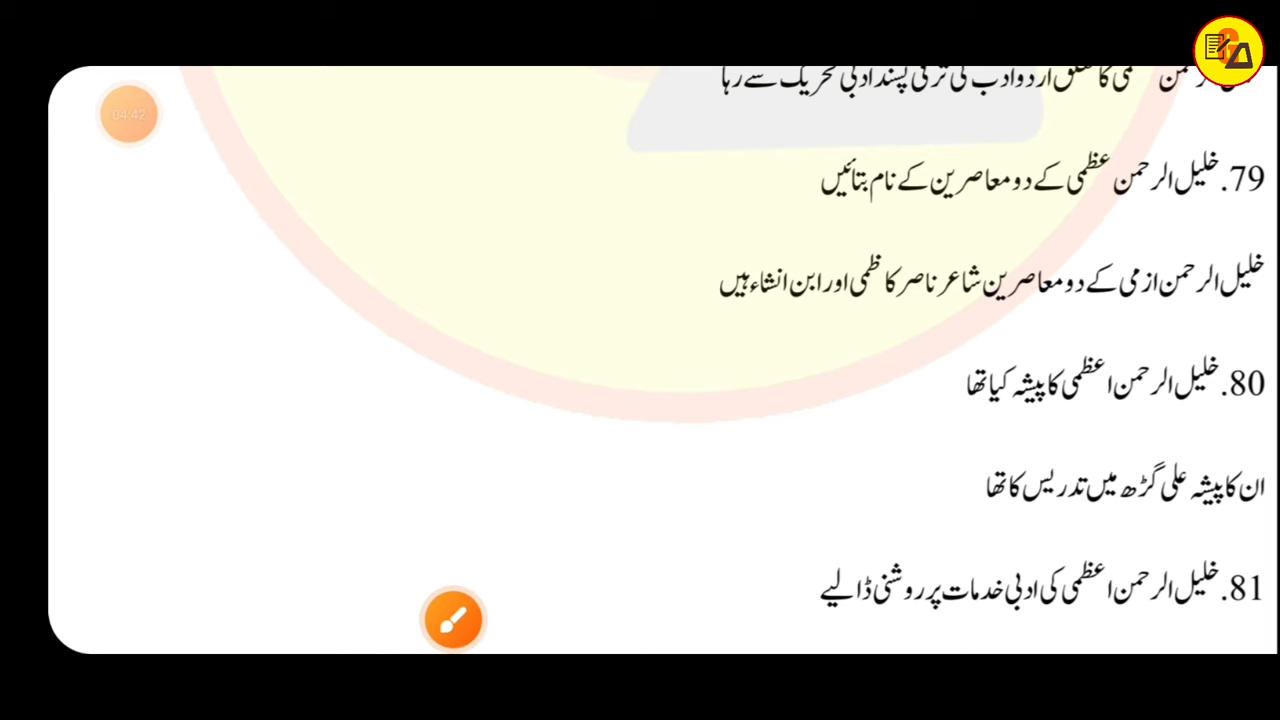 کا تعلق اردو ادب کی ترقی پسند ادبی تحریک سے رہا
04:42
79. خلیل الرحمن عظمی کے دو معاصرین کے نام بتائیں
خلیل الرحمن ازمی کے دو معاصرین شاعر ناصر کاظمی اور ابن انشاء ہیں
80. خلیل الرحمن اعظمی کا پیشہ کیا تھا
ان کا پیشہ علی گڑھ میں تدریس کا تھا
81. خلیل الرحمن اعظمی کی ادبی خدمات پر روشنی ڈالیے